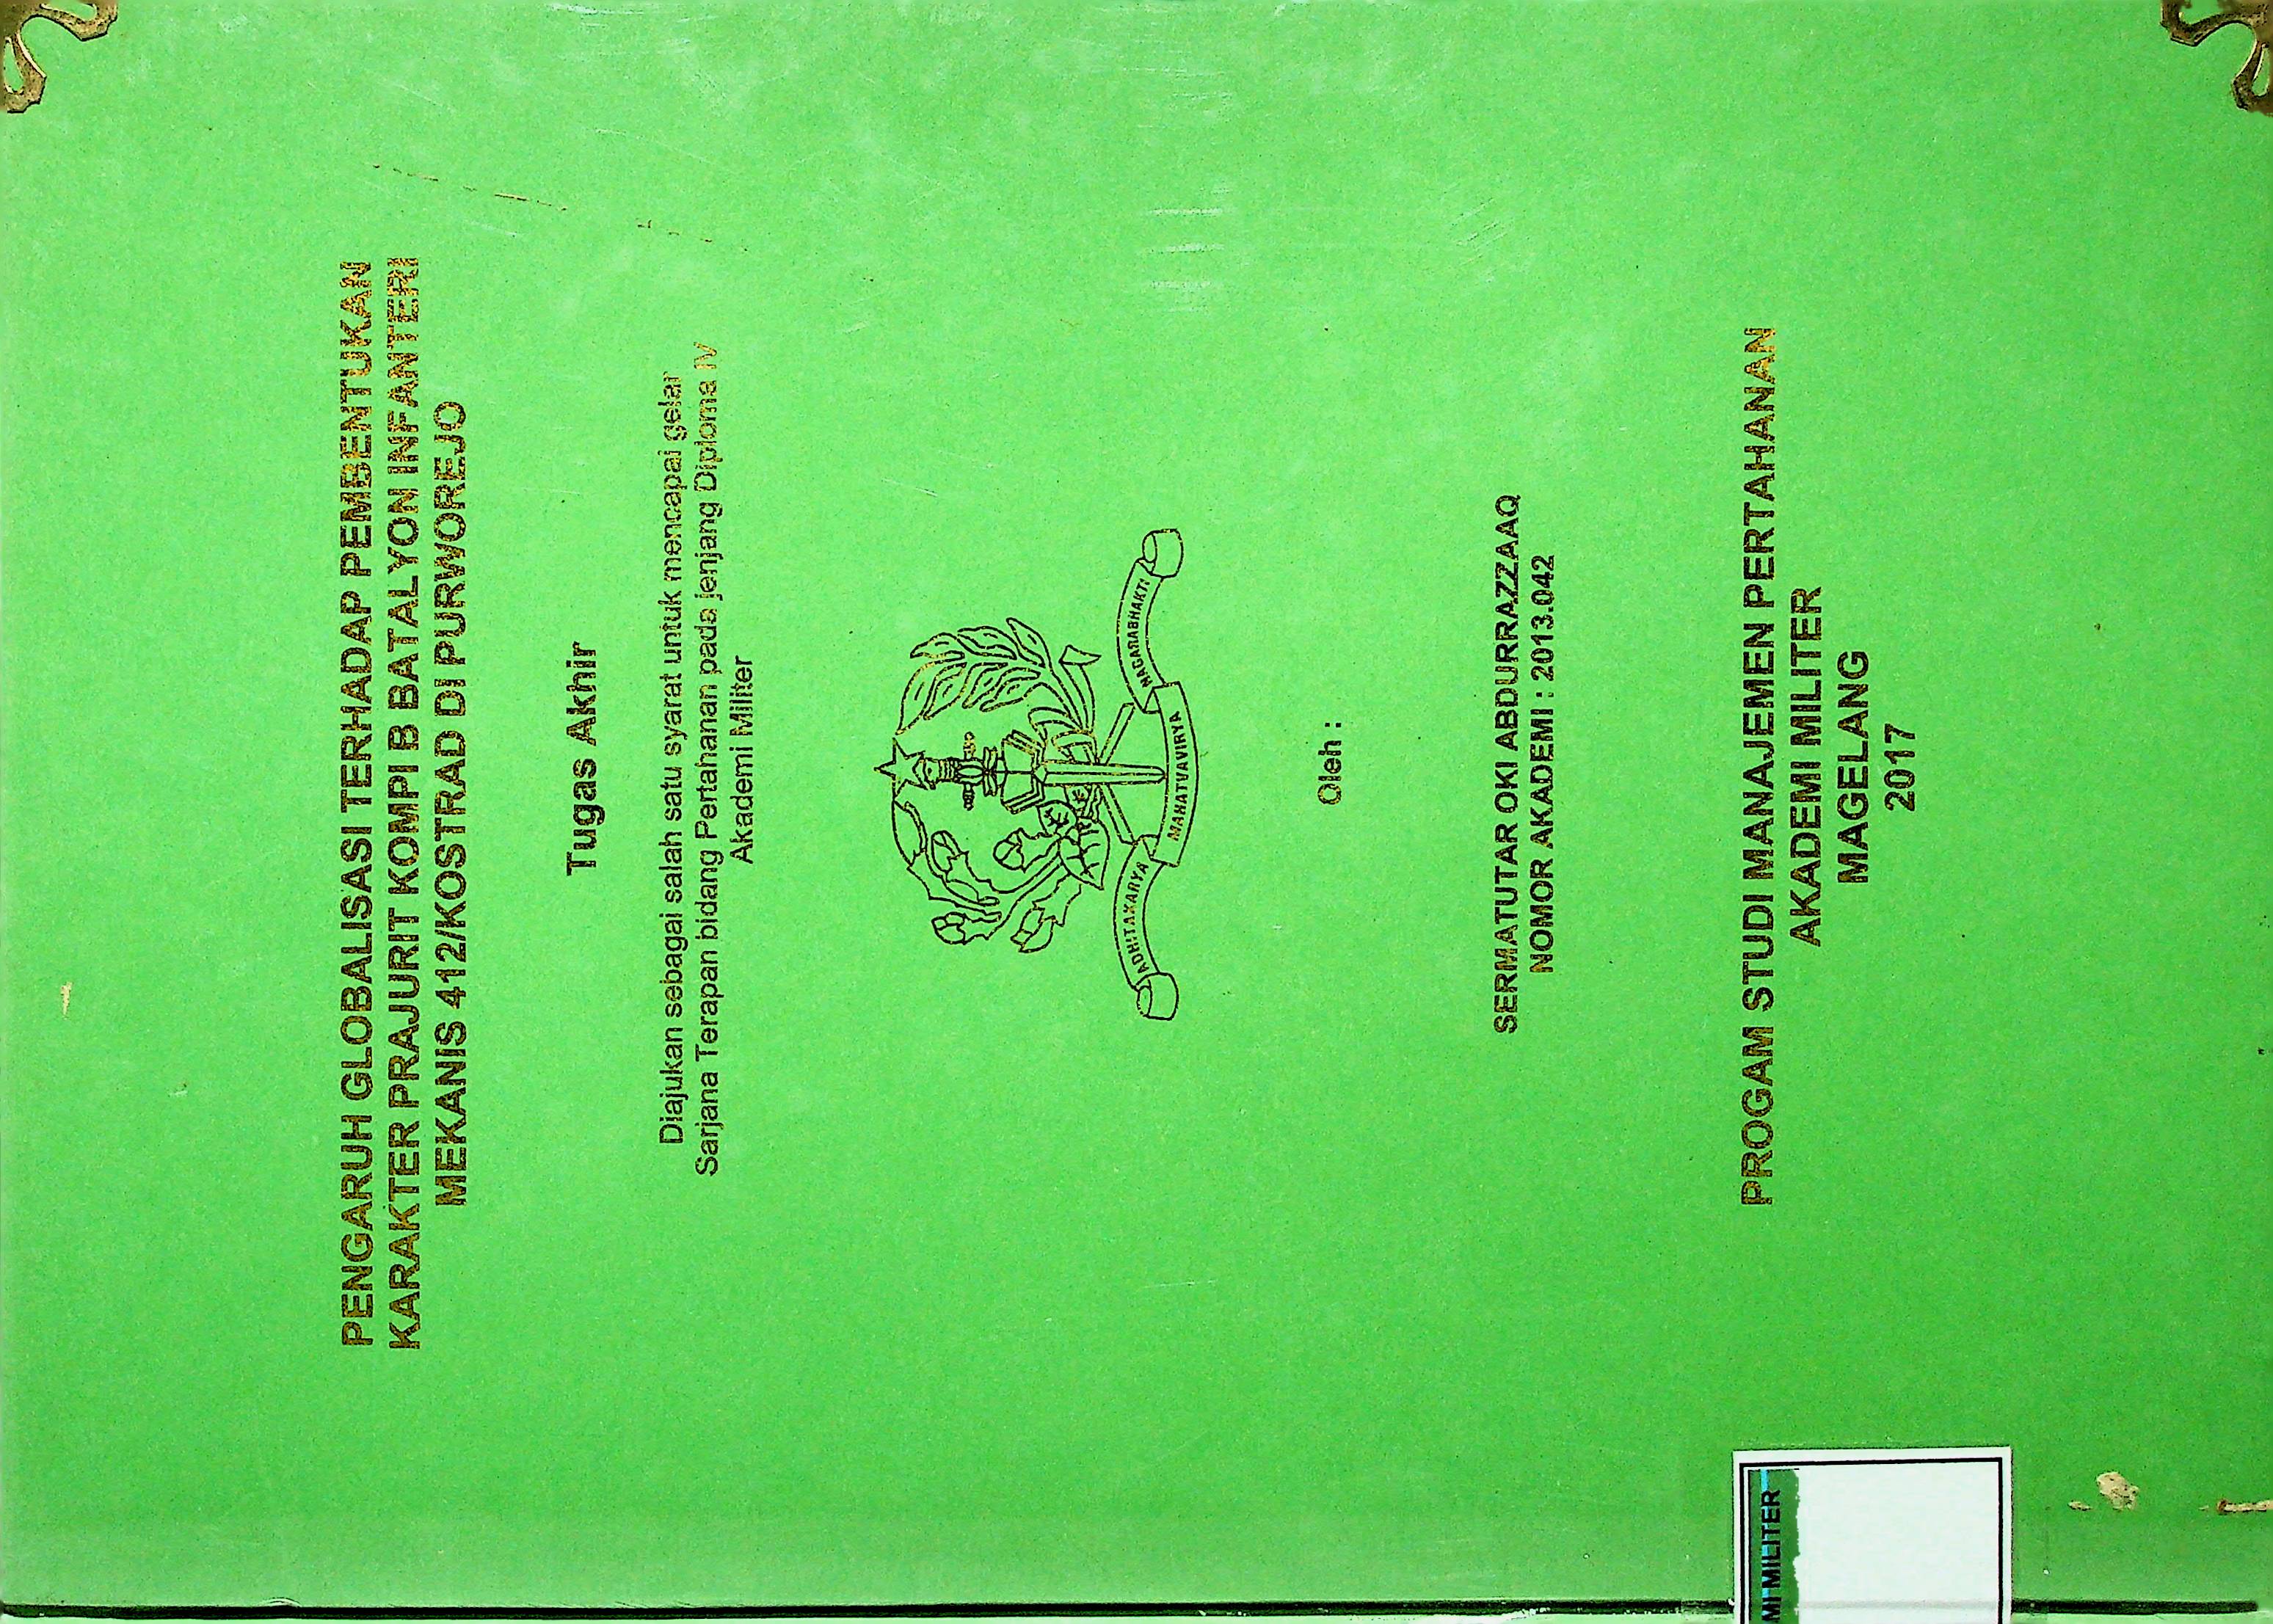 PENGARUH GLOBALISASI TERHADAP PEMBENTUKAN
KARAKTER PRAJURIT KOMPI B BATALYON INFANTERI
MEKANIS 412/KOSTRAD DI PURWOREJO
Tugas Akhir
Diajukan sebagai salah satu syarat untuk mencapai gelar
Sarjana Terapan bidang Pertahanan pada jenjang Diploma IV
Akademi Militer
ADHITAKARYA
MAHATVAVIRYA
NAGARABHAKTI
Oleh :
SERMATUTAR OKI ABDURRAZZAAQ
NOMOR AKADEMI : 2013.042
PROGAM STUDI MANAJEMEN PERTAHANAN
AKADEMI MILITER
MAGELANG
2017
MI MILITER